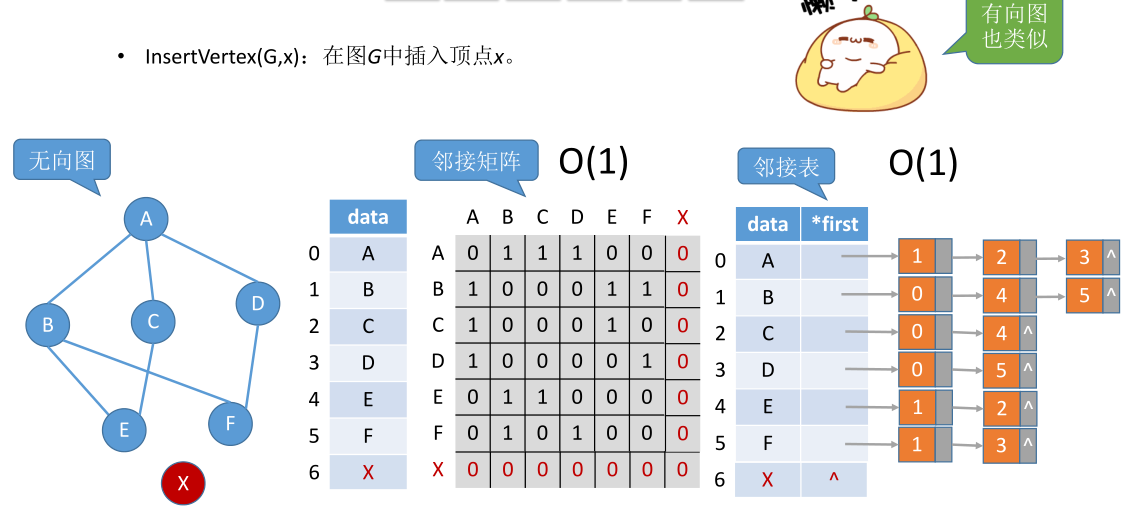 有向图
也类似
• InsertVertex(G,x)：在图G中插入顶点x。
无向图
A
B
C
D
E
F
X
邻接矩阵 O(1)
data
0 A
1 B
2 C
3 D
4 E
5 F
6 X
A B C D E F X
A 0 1 1 1 0 0 0
B 1 0 0 0 1 1 0
C 1 0 0 0 1 0 0
D 1 0 0 0 0 1 0
E 0 1 1 0 0 0 0
F 0 1 0 1 0 0 0
X 0 0 0 0 0 0 0
邻接表 O(1)
data *first
0 A 1 2 3 ^
1 B 0 4 5 ^
2 C 0 4 ^
3 D 0 5 ^
4 E 1 2 ^
5 F 1 3 ^
6 X ^